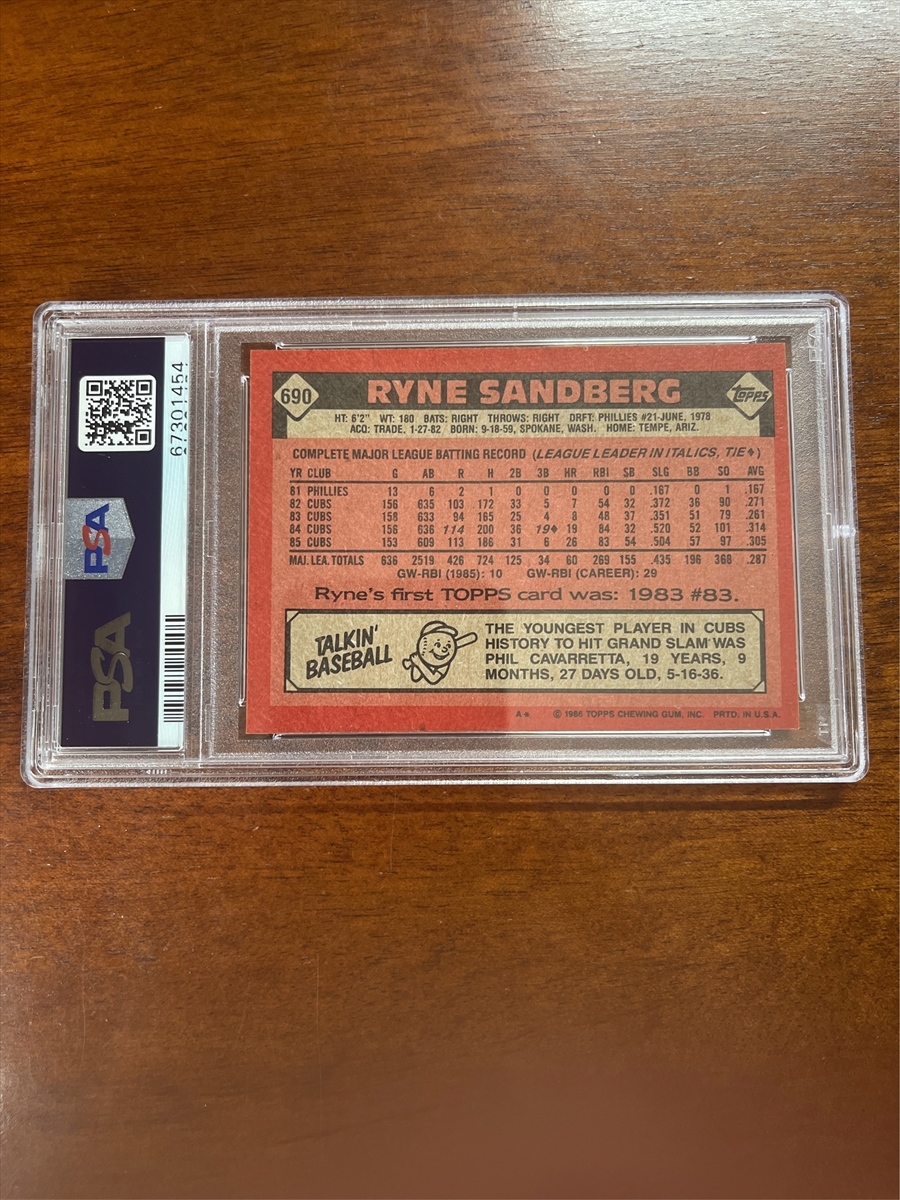 67301454
PSA
PSA
690
RYNE SANDBERG
Topps
HT: 6'2" WT: 180 BATS: RIGHT THROWS: RIGHT DRFT: PHILLIES #21-JUNE, 1978
ACQ: TRADE, 1-27-82 BORN: 9-18-59, SPOKANE, WASH. HOME: TEMPE, ARIZ.
COMPLETE MAJOR LEAGUE BATTING RECORD (LEAGUE LEADER IN ITALICS, TIE♦)
YR CLUB G AB R H 2B 3B HR RBI SB SLG BB SO AVG
81 PHILLIES 13 6 2 1 0 0 0 0 0 .167 0 1 .167
82 CUBS 156 635 103 172 33 5 7 54 32 .372 36 90 .271
83 CUBS 158 633 94 165 25 4 8 48 37 .351 51 79 .261
84 CUBS 156 636 114 200 36 19♦ 19 84 32 .520 52 101 .314
85 CUBS 153 609 113 186 31 6 26 83 54 .504 57 97 .305
MAJ. LEA. TOTALS 636 2519 426 724 125 34 60 269 155 .435 196 368 .287
GW-RBI (1985): 10 GW-RBI (CAREER): 29
Ryne's first TOPPS card was: 1983 #83.
TALKIN'
BASEBALL
THE YOUNGEST PLAYER IN CUBS
HISTORY TO HIT GRAND SLAM WAS
PHIL CAVARRETTA, 19 YEARS, 9
MONTHS, 27 DAYS OLD, 5-16-36.
A* © 1986 TOPPS CHEWING GUM, INC. PRTD. IN U.S.A.